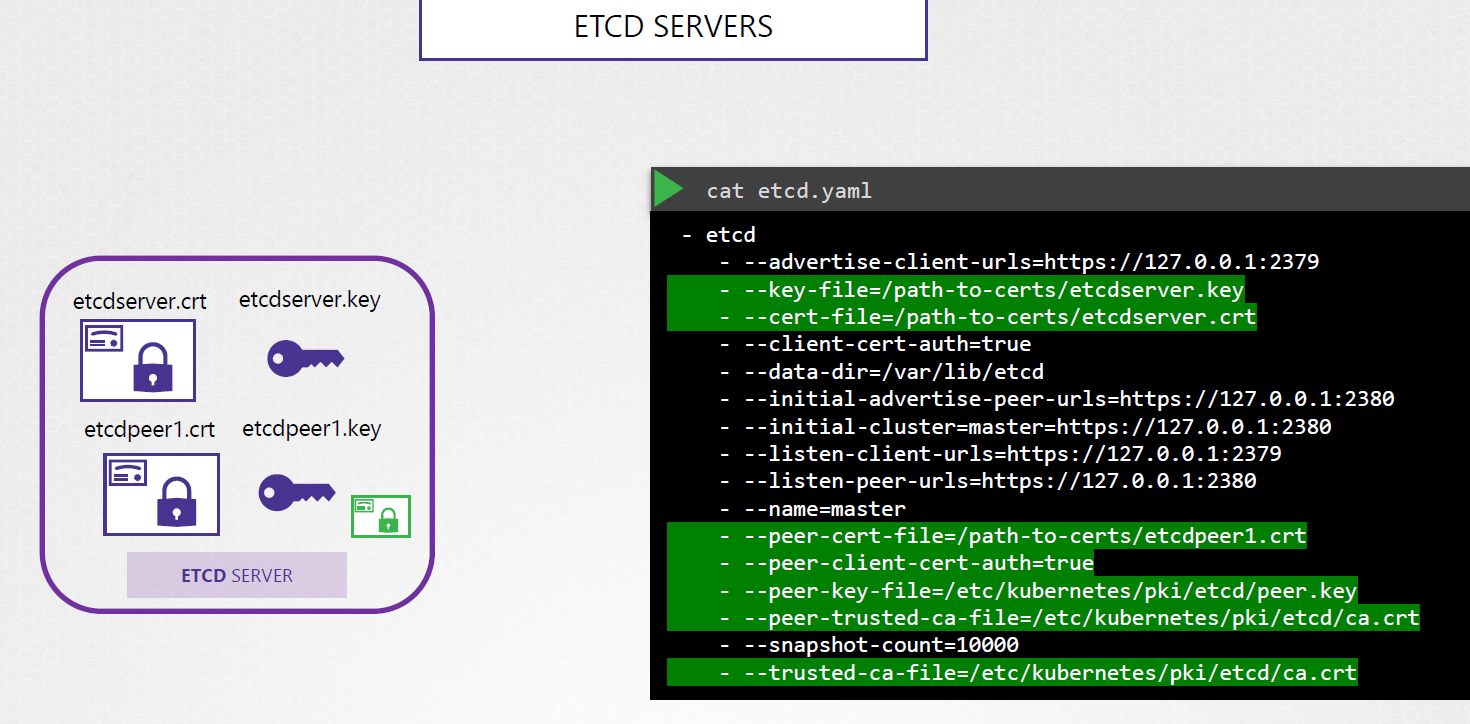 ETCD SERVERS
etcdserver.crt
etcdserver.key
etcdpeer1.crt
etcdpeer1.key
ETCD SERVER
cat etcd.yaml
- etcd
- --advertise-client-urls=https://127.0.0.1:2379
- --key-file=/path-to-certs/etcdserver.key
- --cert-file=/path-to-certs/etcdserver.crt
- --client-cert-auth=true
- --data-dir=/var/lib/etcd
- --initial-advertise-peer-urls=https://127.0.0.1:2380
- --initial-cluster=master=https://127.0.0.1:2380
- --listen-client-urls=https://127.0.0.1:2379
- --listen-peer-urls=https://127.0.0.1:2380
- --name=master
- --peer-cert-file=/path-to-certs/etcdpeer1.crt
- --peer-client-cert-auth=true
- --peer-key-file=/etc/kubernetes/pki/etcd/peer.key
- --peer-trusted-ca-file=/etc/kubernetes/pki/etcd/ca.crt
- --snapshot-count=10000
- --trusted-ca-file=/etc/kubernetes/pki/etcd/ca.crt